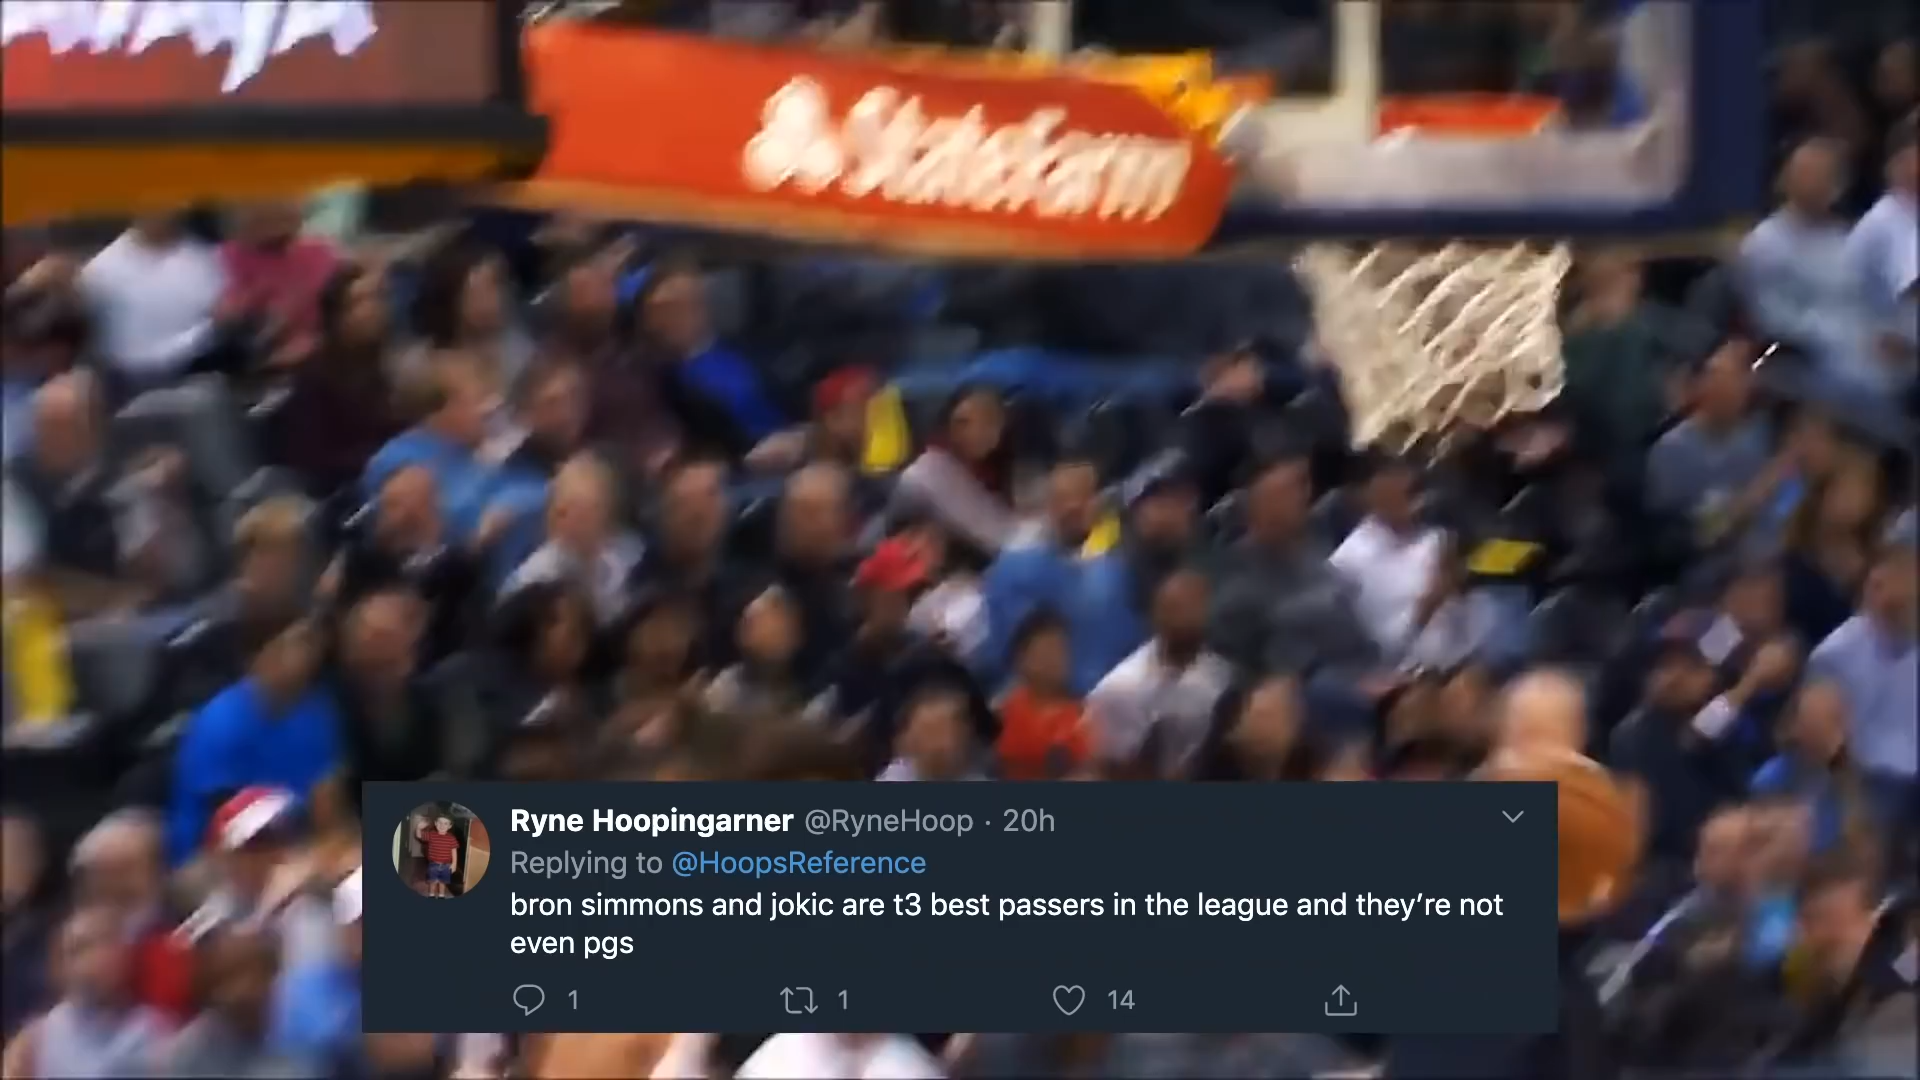 StateFarm
Ryne Hoopingarner @RyneHoop · 20h
Replying to @HoopsReference
bron simmons and jokic are t3 best passers in the league and they’re not
even pgs
1 1 14